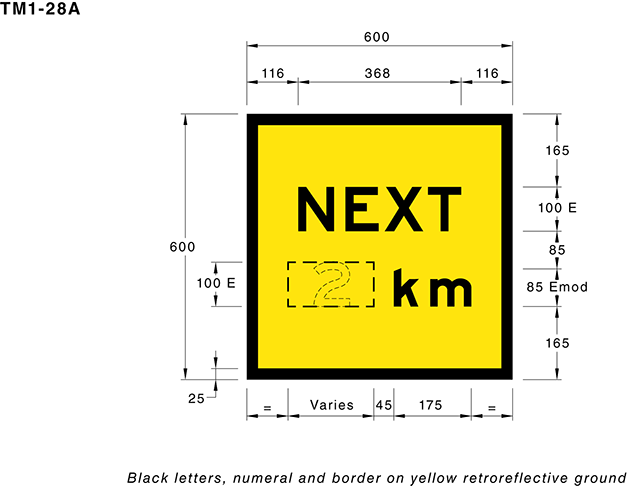 TM1-28A
600
116 368 116
165
NEXT
100 E
600
85
100 E
2 km
85 Emod
165
25
= Varies 45 175 =
Black letters, numeral and border on yellow retroreflective ground